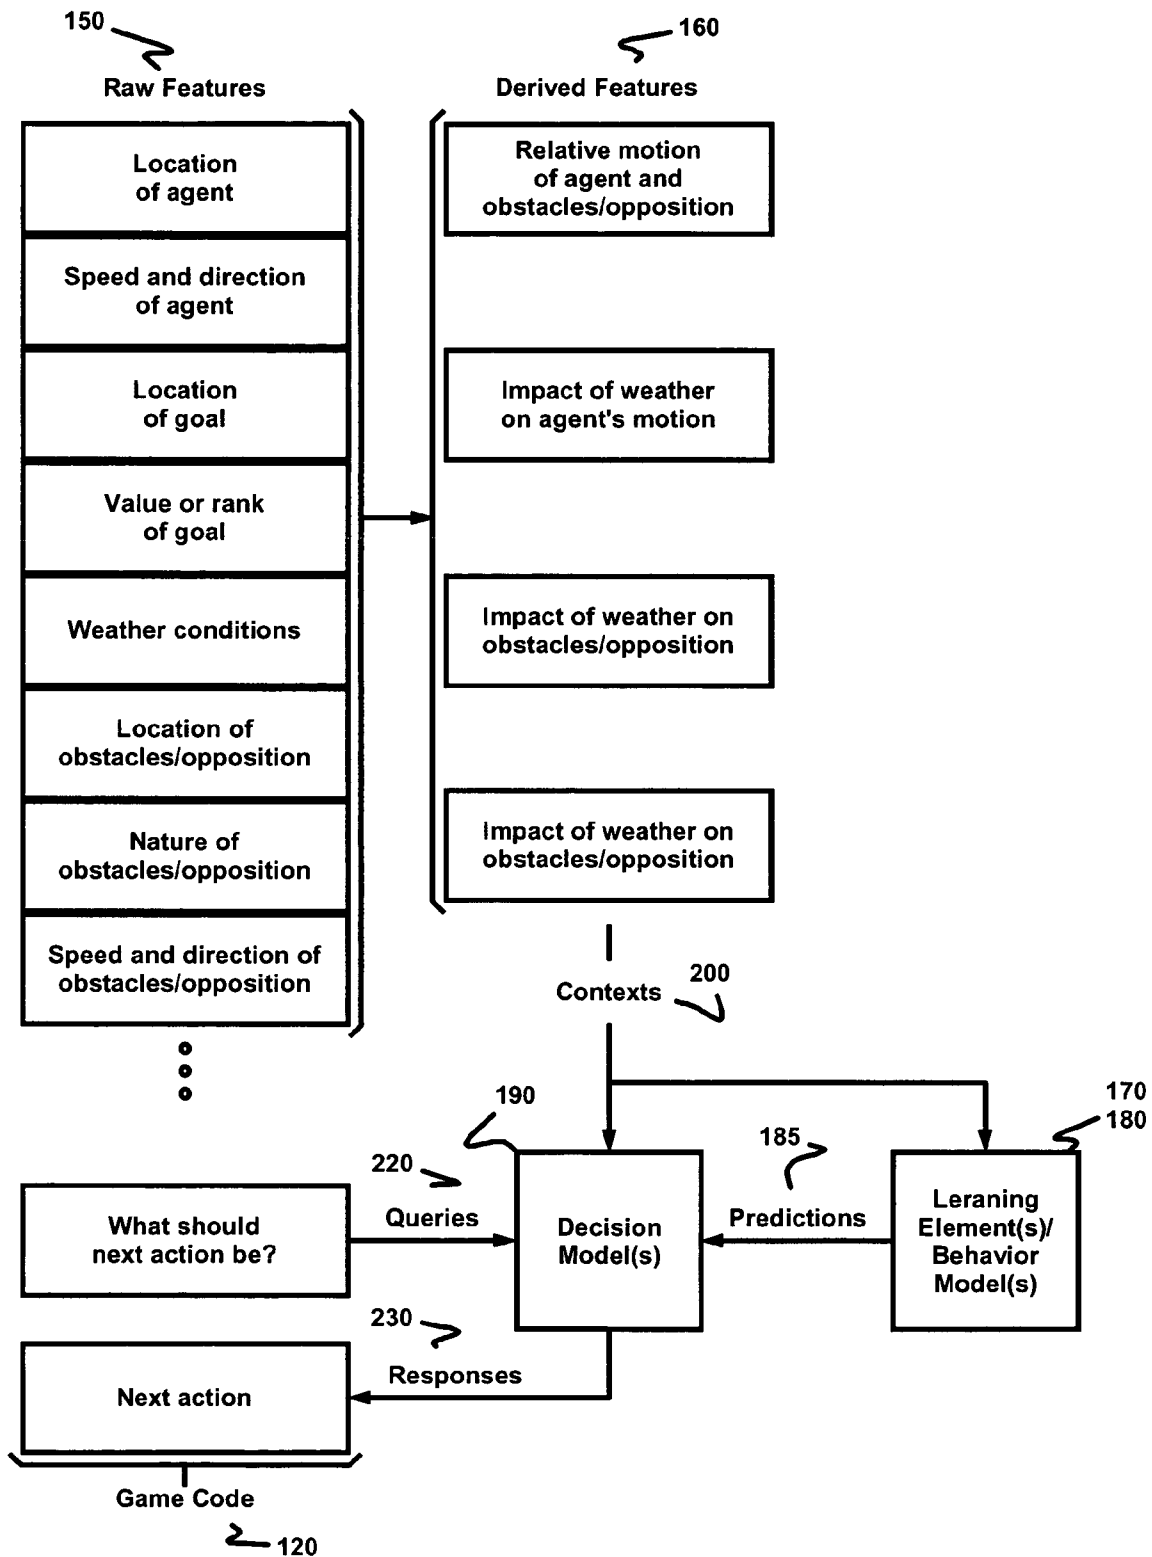 150
Raw Features
160
Derived Features
Location
of agent
Speed and direction
of agent
Location
of goal
Value or rank
of goal
Weather conditions
Location of
obstacles/opposition
Nature of
obstacles/opposition
Speed and direction of
obstacles/opposition
Relative motion
of agent and
obstacles/opposition
Impact of weather
on agent's motion
Impact of weather on
obstacles/opposition
Impact of weather on
obstacles/opposition
Contexts
200
190
170
180
185
220
What should
next action be?
Queries
Decision
Model(s)
Predictions
Leraning
Element(s)/
Behavior
Model(s)
230
Responses
Next action
Game Code
120